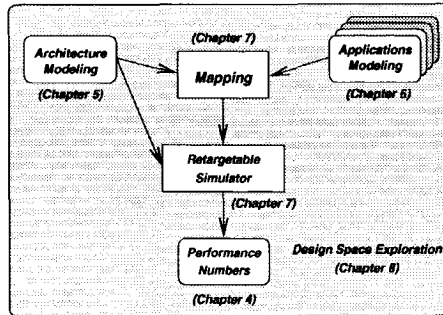 (Chapter 7)
Architecture
Modeling
(Chapter 5)
Mapping
Applications
Modeling
(Chapter 6)
Retargetable
Simulator
(Chapter 7)
Performance
Numbers
(Chapter 4)
Design Space Exploration
(Chapter 8)